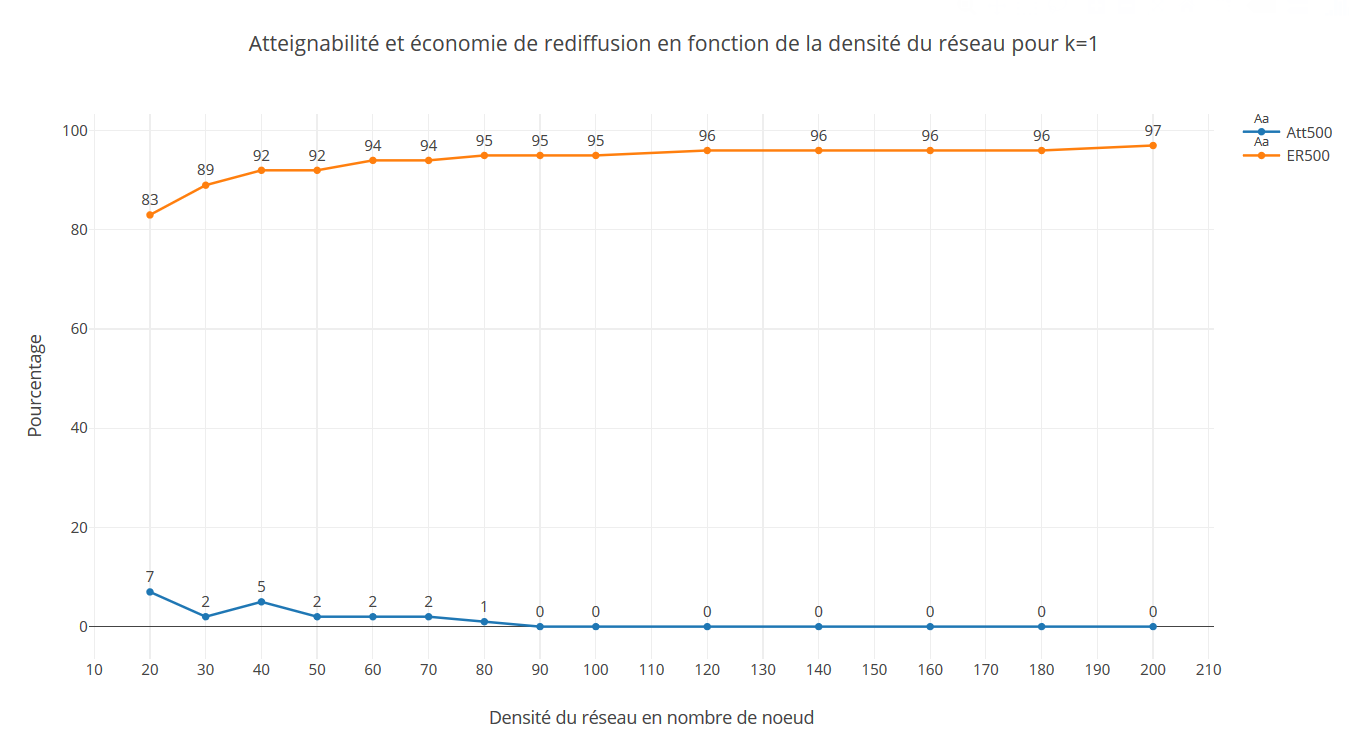 Atteignabilité et économie de rediffusion en fonction de la densité du réseau pour k=1
Aa
Att500
Aa
ER500
Pourcentage
100
80
60
40
20
0
83 89 92 92 94 94 95 95 95 96 96 96 96 97
7 2 5 2 2 2 1 0 0 0 0 0 0 0
10 20 30 40 50 60 70 80 90 100 110 120 130 140 150 160 170 180 190 200 210
Densité du réseau en nombre de noeud